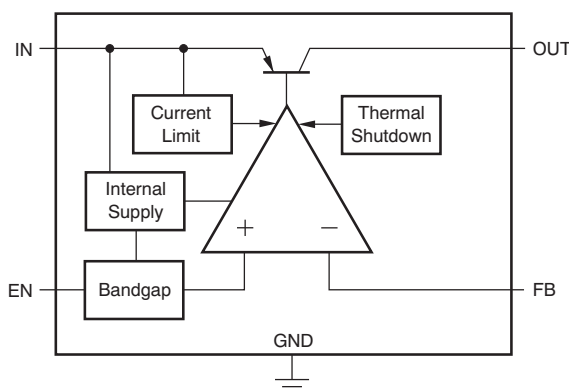 IN
OUT
Current
Limit
Thermal
Shutdown
Internal
Supply
+
−
EN
Bandgap
FB
GND